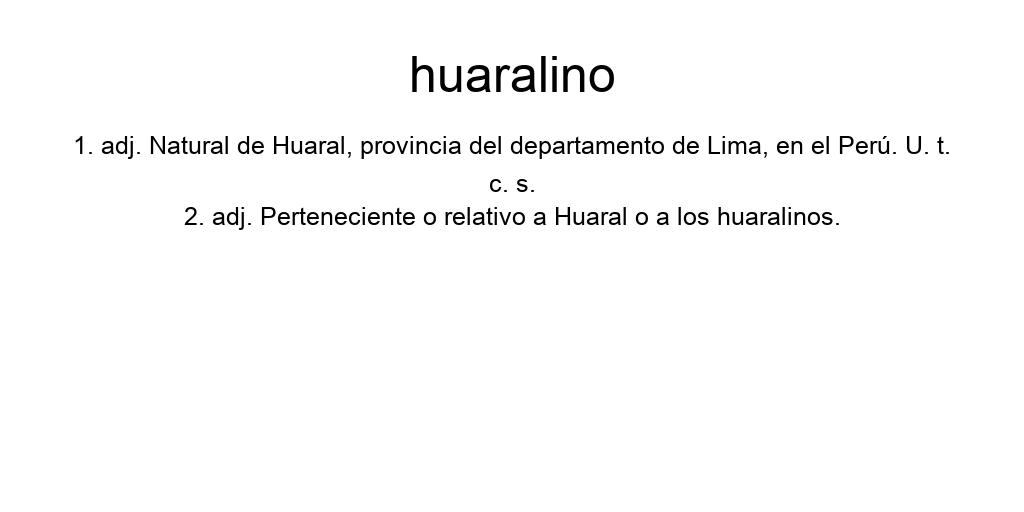 huaralino
1. adj. Natural de Huaral, provincia del departamento de Lima, en el Perú. U. t.
c. s.
2. adj. Perteneciente o relativo a Huaral o a los huaralinos.